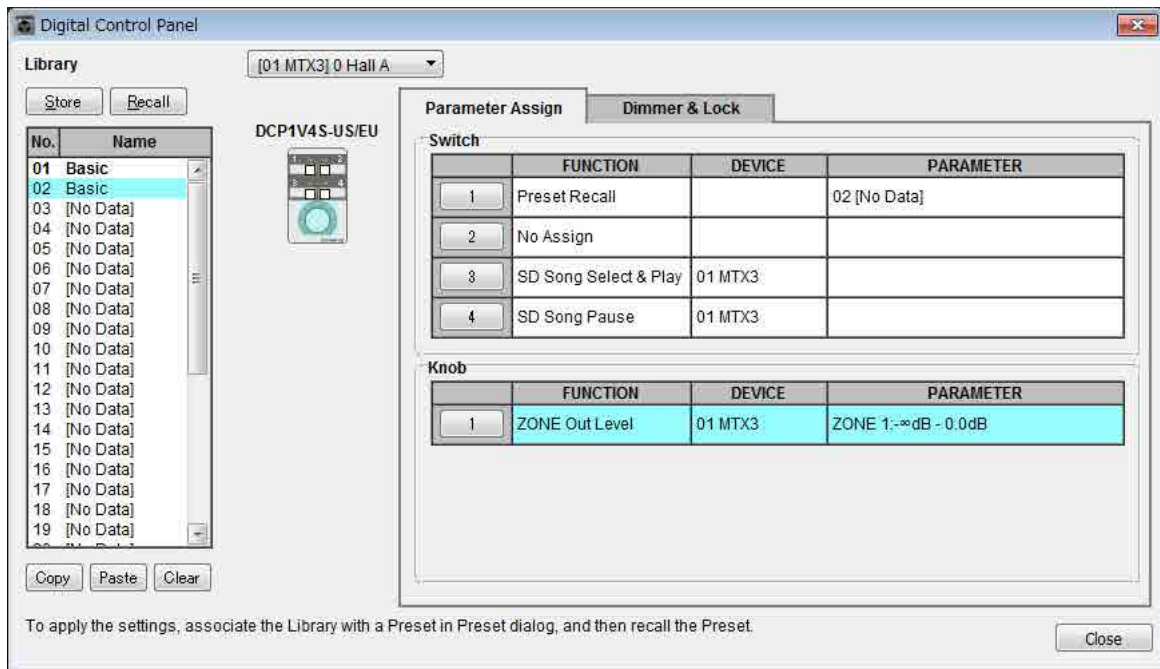 Digital Control Panel
Library
[01 MTX3] 0 Hall A
Store Recall
No. Name
01 Basic
02 Basic
03 [No Data]
04 [No Data]
05 [No Data]
06 [No Data]
07 [No Data]
08 [No Data]
09 [No Data]
10 [No Data]
11 [No Data]
12 [No Data]
13 [No Data]
14 [No Data]
15 [No Data]
16 [No Data]
17 [No Data]
18 [No Data]
19 [No Data]
Copy Paste Clear
DCP1V4S-US/EU
Parameter Assign Dimmer & Lock
Switch
FUNCTION DEVICE PARAMETER
1 Preset Recall 02 [No Data]
2 No Assign
3 SD Song Select & Play 01 MTX3
4 SD Song Pause 01 MTX3
Knob
FUNCTION DEVICE PARAMETER
1 ZONE Out Level 01 MTX3 ZONE 1:-∞dB - 0.0dB
To apply the settings, associate the Library with a Preset in Preset dialog, and then recall the Preset.
Close